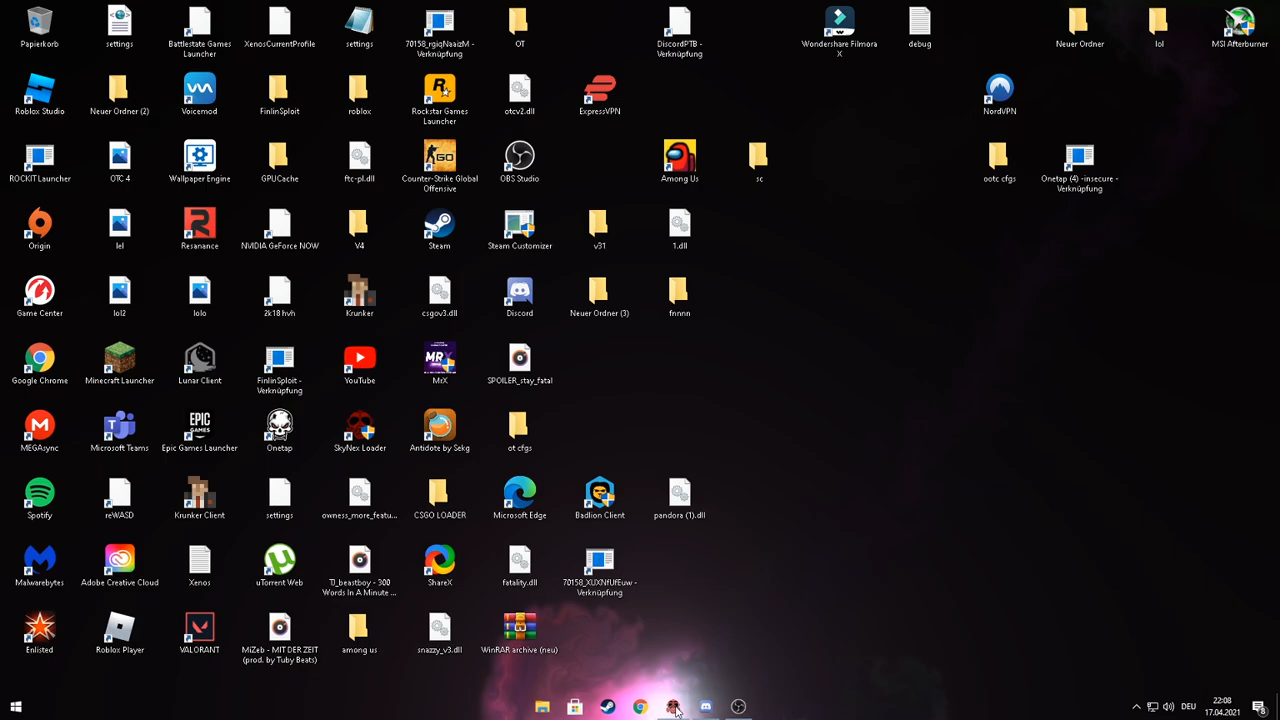 Papierkorb
settings
Battlestate Games
Launcher
XenosCurrentProfile
settings
70158_rgiqNaaizM -
Verknüpfung
OT
DiscordPTB -
Verknüpfung
Wondershare Filmora
X
debug
Neuer Ordner
lol
MSI Afterburner
Roblox Studio
Neuer Ordner (2)
Voicemod
FinlinSploit
roblox
Rockstar Games
Launcher
otcv2.dll
ExpressVPN
NordVPN
ROCKIT Launcher
OTC 4
Wallpaper Engine
GPUCache
ftc-pl.dll
GO
Counter-Strike Global
Offensive
OBS Studio
Among Us
sc
ootc cfgs
Onetap (4) -insecure -
Verknüpfung
Origin
lel
Resanance
NVIDIA GeForce NOW
V4
Steam
Steam Customizer
v31
1.dll
Game Center
lol2
lolo
2k18 hvh
Krunker
csgov3.dll
Discord
Neuer Ordner (3)
fnnnn
Google Chrome
Minecraft Launcher
Lunar Client
FinlinSploit -
Verknüpfung
YouTube
MRX
MrX
SPOILER_stay_fatal
MEGAsync
Microsoft Teams
EPIC
GAMES
Epic Games Launcher
Onetap
SkyNex Loader
Antidote by Sekg
ot cfgs
Spotify
reWASD
Krunker Client
settings
owness_more_featu...
CSGO LOADER
Microsoft Edge
Badlion Client
pandora (1).dll
Malwarebytes
Adobe Creative Cloud
Xenos
uTorrent Web
TJ_beastboy - 300
Words In A Minute ...
ShareX
fatality.dll
70158_XUXNfUfEuw -
Verknüpfung
Enlisted
Roblox Player
VALORANT
MiZeb - MIT DER ZEIT
(prod. by Tuby Beats)
among us
snazzy_v3.dll
WinRAR archive (neu)
DEU
22:08
17.04.2021